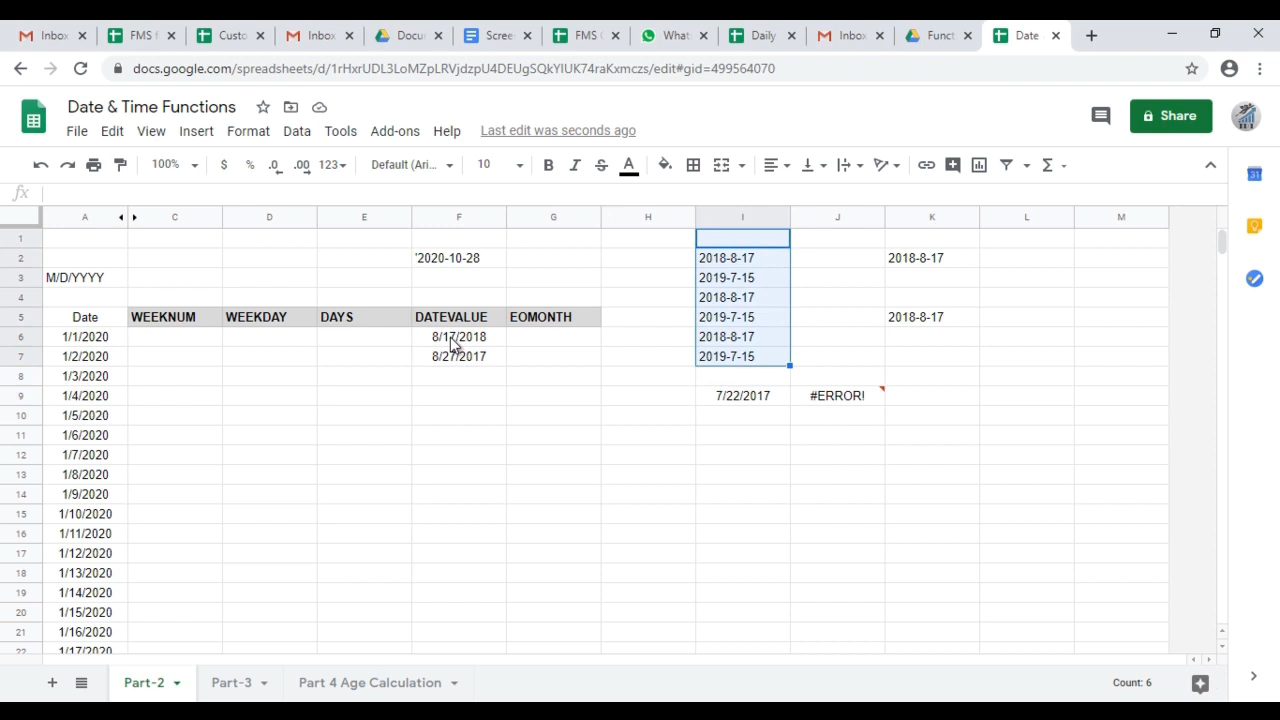 Inbox FMS f Custo Inbox Docu Scree FMS C What Daily Inbox Funct Date
docs.google.com/spreadsheets/d/1rHxrUDL3LoMZpLRVjdzpU4DEUgSQkYIUK74raKxmczs/edit#gid=499564070
Date & Time Functions
Share
File Edit View Insert Format Data Tools Add-ons Help Last edit was seconds ago
100% $ % .0 .00 123 Default (Ari... 10 B I S A
fx
A C D E F G H I J K L M
1
2 '2020-10-28 2018-8-17 2018-8-17
3 M/D/YYYY 2019-7-15
4 2018-8-17
5 Date WEEKNUM WEEKDAY DAYS DATEVALUE EOMONTH 2019-7-15 2018-8-17
6 1/1/2020 8/17/2018 2018-8-17
7 1/2/2020 8/27/2017 2019-7-15
8 1/3/2020
9 1/4/2020 7/22/2017 #ERROR!
10 1/5/2020
11 1/6/2020
12 1/7/2020
13 1/8/2020
14 1/9/2020
15 1/10/2020
16 1/11/2020
17 1/12/2020
18 1/13/2020
19 1/14/2020
20 1/15/2020
21 1/16/2020
22 1/17/2020
Part-2 Part-3 Part 4 Age Calculation Count: 6